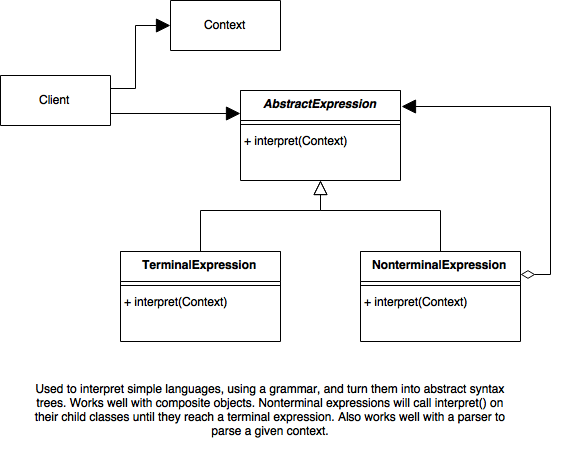 Context
Client
AbstractExpression
+ interpret(Context)
TerminalExpression
NonterminalExpression
+ interpret(Context)
+ interpret(Context)
Used to interpret simple languages, using a grammar, and turn them into abstract syntax
trees. Works well with composite objects. Nonterminal expressions will call interpret() on
their child classes until they reach a terminal expression. Also works well with a parser to
parse a given context.